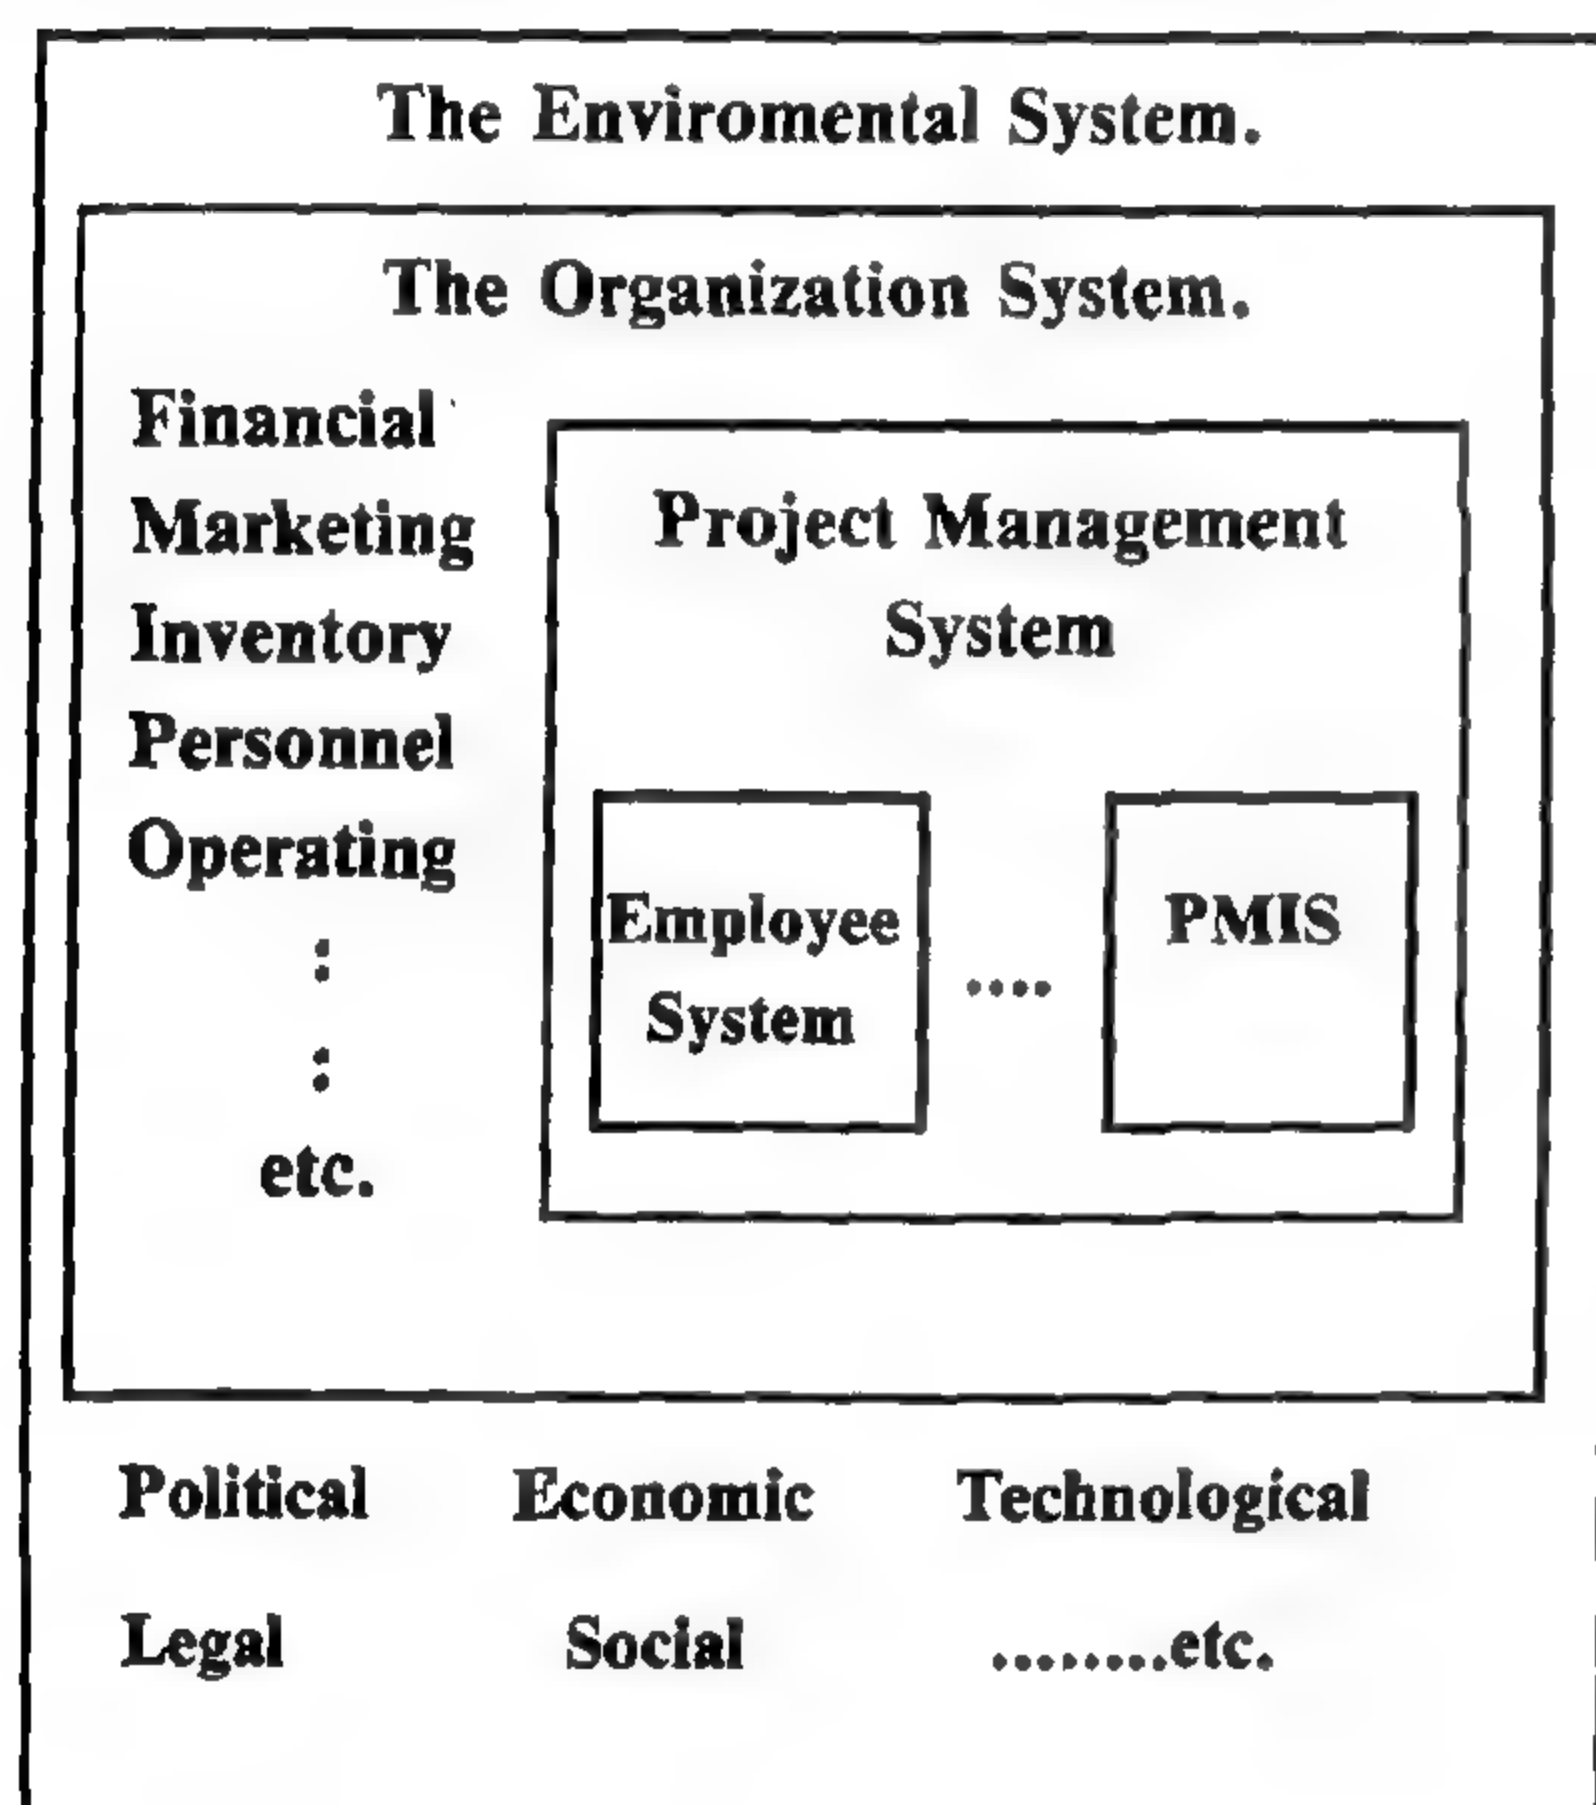 The Enviromental System.
The Organization System.
Financial
Marketing
Inventory
Personnel
Operating
:
:
etc.
Project Management
System
Employee
System
....
PMIS
Political Economic Technological
Legal Social ........etc.